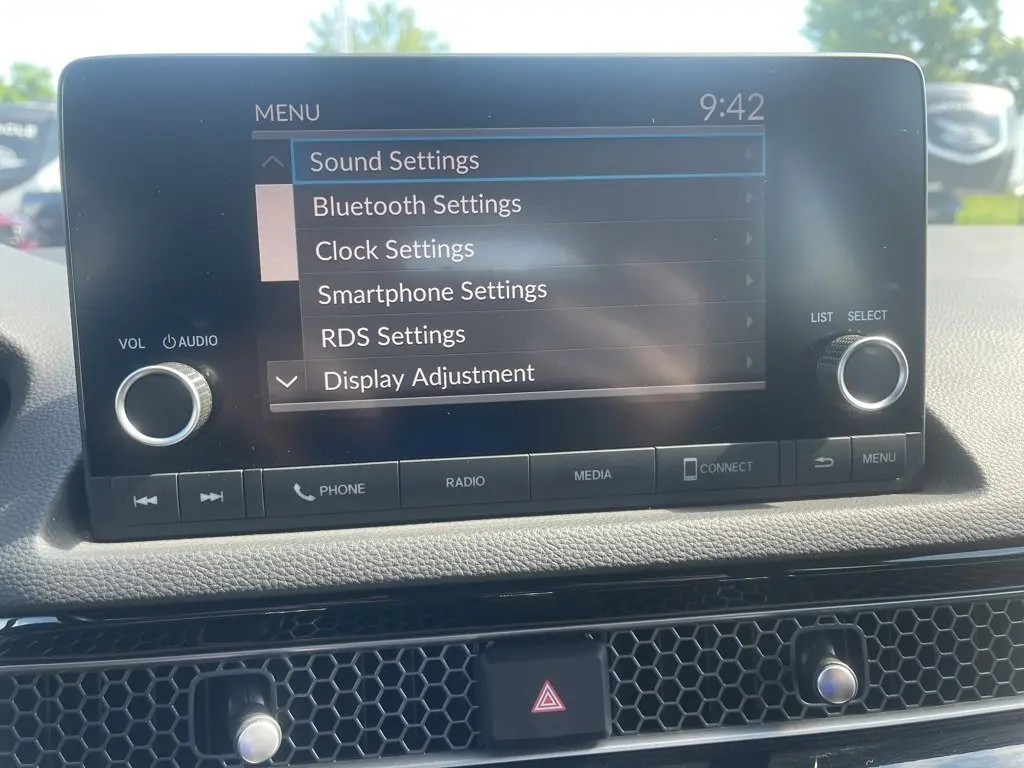 MENU 9:42
Sound Settings
Bluetooth Settings
Clock Settings
Smartphone Settings
RDS Settings
Display Adjustment
VOL AUDIO
LIST SELECT
PHONE RADIO MEDIA CONNECT MENU